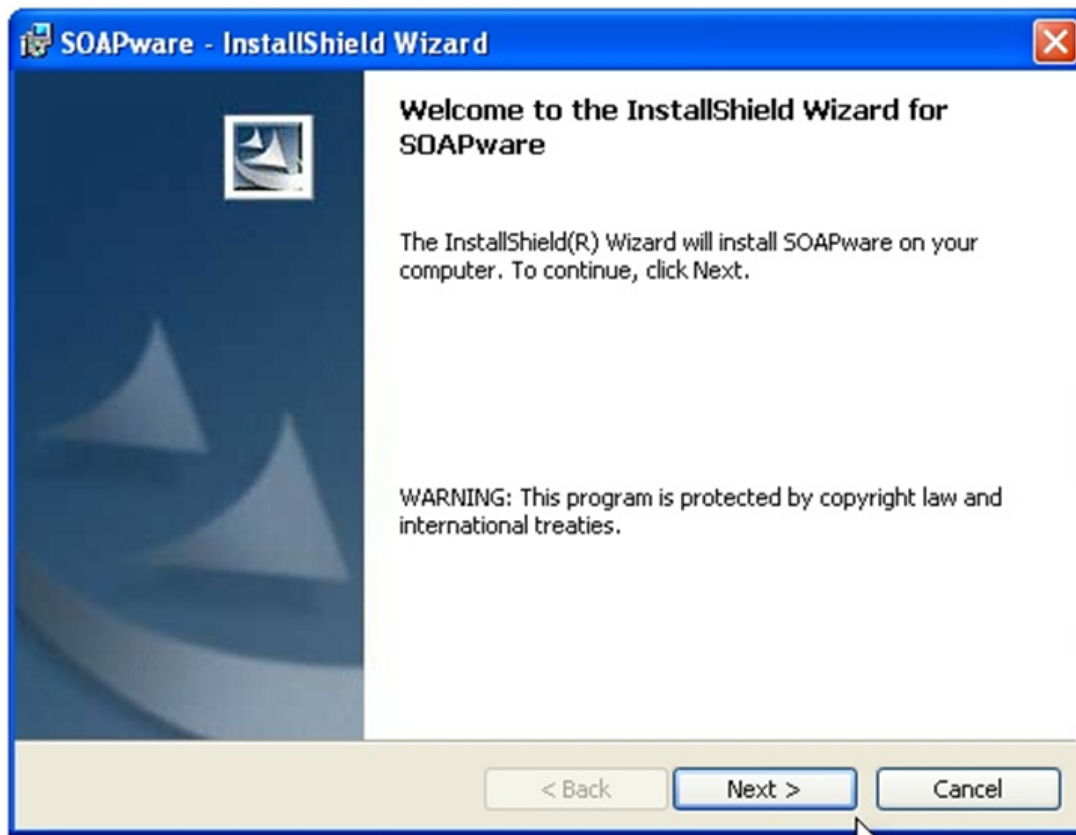 SOAPware - InstallShield Wizard
Welcome to the InstallShield Wizard for
SOAPware
The InstallShield(R) Wizard will install SOAPware on your
computer. To continue, click Next.
WARNING: This program is protected by copyright law and
international treaties.
< Back Next > Cancel